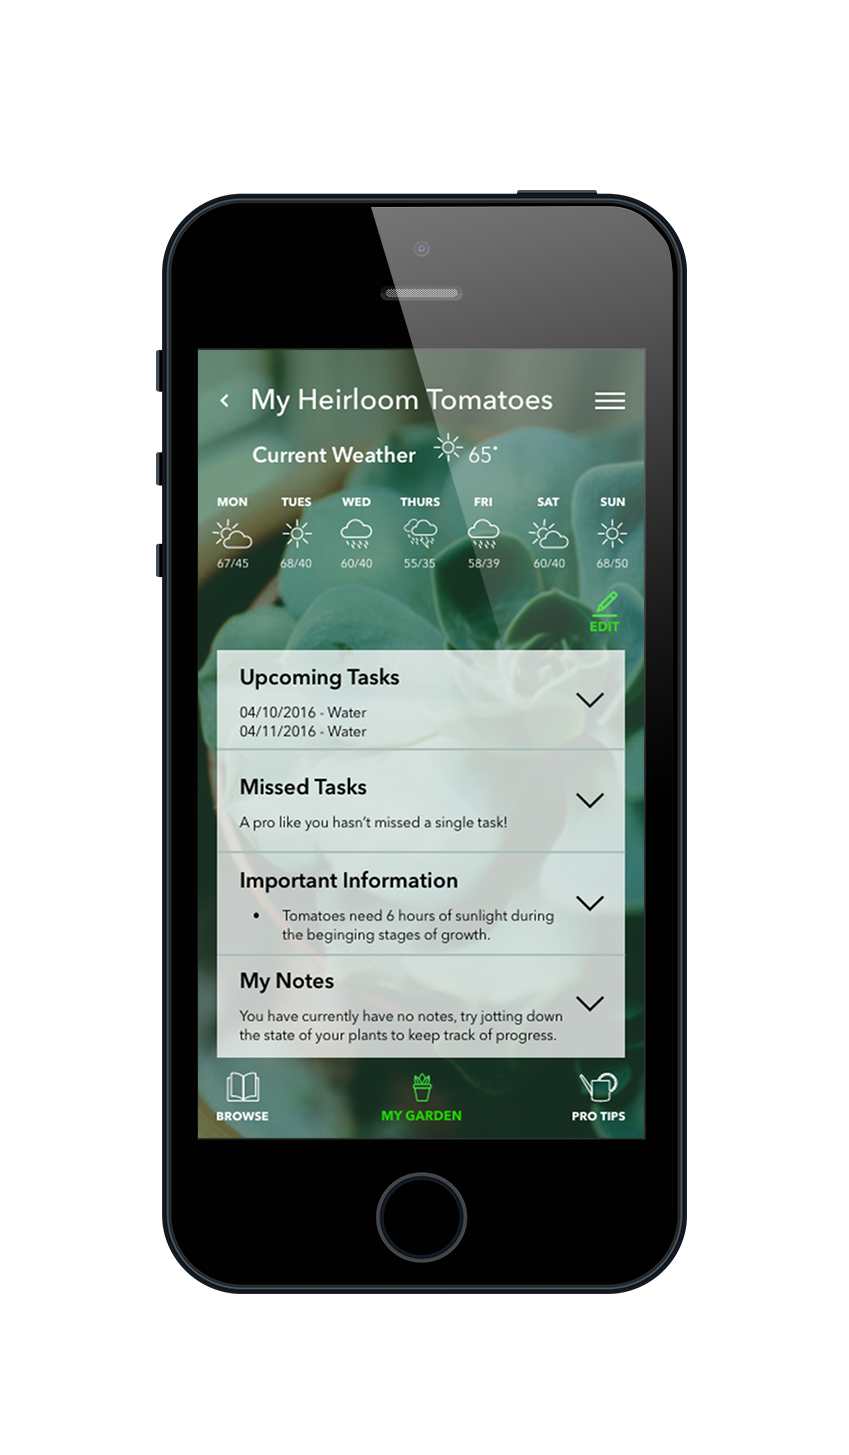 My Heirloom Tomatoes
Current Weather 65°
MON TUES WED THURS FRI SAT SUN
67/45 68/40 60/40 55/35 58/39 60/40 68/50
EDIT
Upcoming Tasks
04/10/2016 - Water
04/11/2016 - Water
Missed Tasks
A pro like you hasn't missed a single task!
Important Information
• Tomatoes need 6 hours of sunlight during
the beginging stages of growth.
My Notes
You have currently have no notes, try jotting down
the state of your plants to keep track of progress.
BROWSE MY GARDEN PRO TIPS